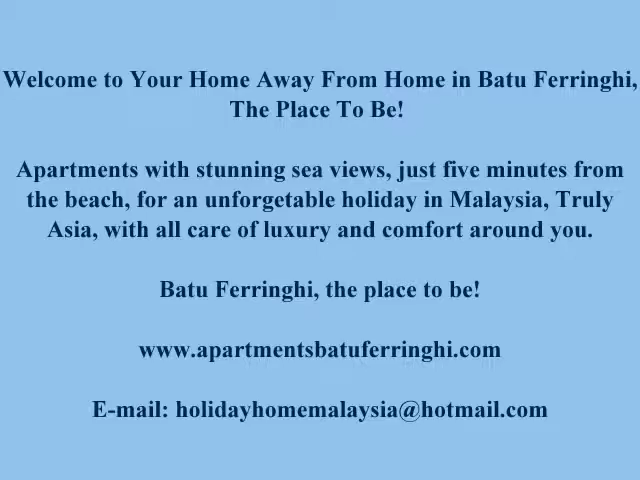 Welcome to Your Home Away From Home in Batu Ferringhi,
The Place To Be!
Apartments with stunning sea views, just five minutes from
the beach, for an unforgetable holiday in Malaysia, Truly
Asia, with all care of luxury and comfort around you.
Batu Ferringhi, the place to be!
www.apartmentsbatuferringhi.com
E-mail: holidayhomemalaysia@hotmail.com